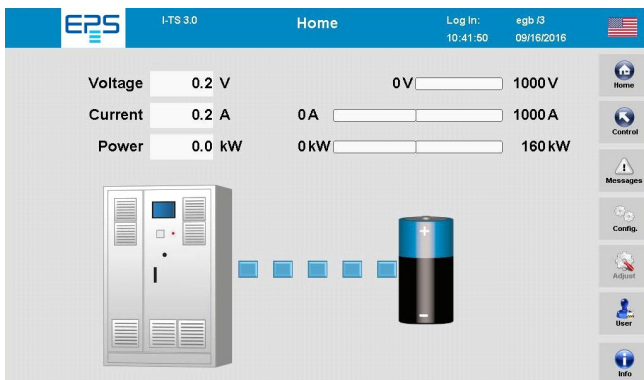 EPS
I-TS 3.0
Home
Log In: egb /3
10:41:50 09/16/2016
Voltage 0.2 V 0 V 1000 V
Current 0.2 A 0 A 1000 A
Power 0.0 kW 0 kW 160 kW
Home
Control
Messages
Config.
Adjust
User
Info